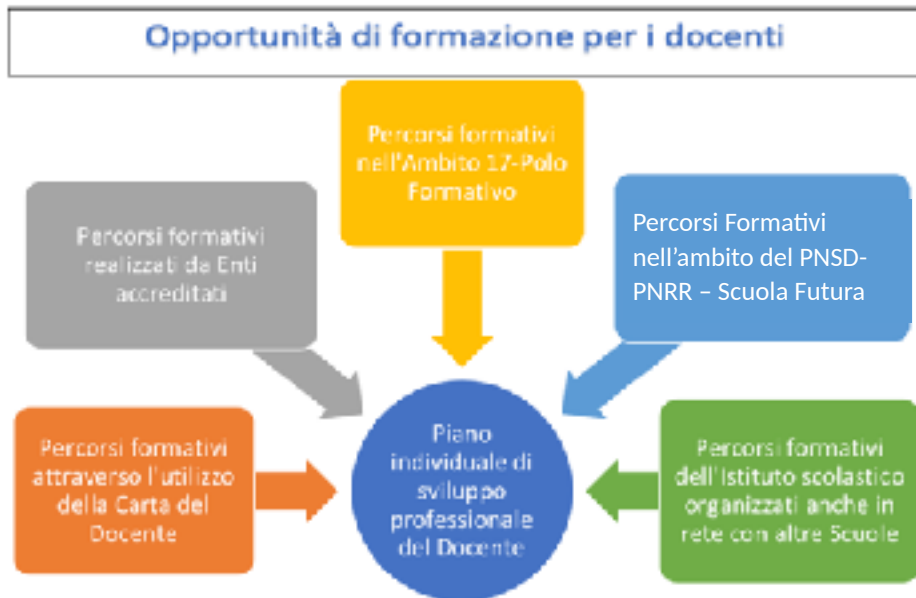 Opportunità di formazione per i docenti
Percorsi formativi
nell'Ambito 17-Polo
Formativo
Percorsi formativi
realizzati da Enti
accreditati
Percorsi Formativi
nell’ambito del PNSD-
PNRR – Scuola Futura
Percorsi formativi
attraverso l'utilizzo
della Carta del
Docente
Piano
individuale di
sviluppo
professionale
del Docente
Percorsi formativi
dell'Istituto scolastico
organizzati anche in
rete con altre Scuole